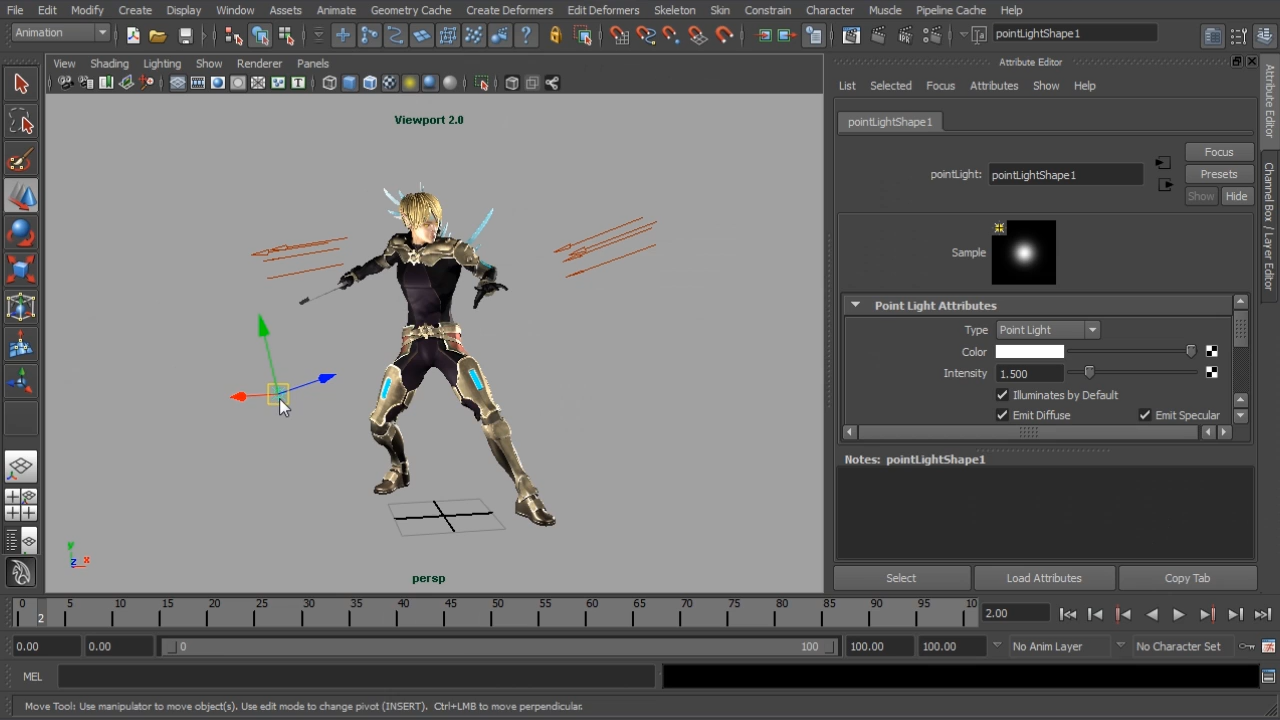 File Edit Modify Create Display Window Assets Animate Geometry Cache Create Deformers Edit Deformers Skeleton Skin Constrain Character Muscle Pipeline Cache Help
Animation
pointLightShape1
View Shading Lighting Show Renderer Panels
Attribute Editor
List Selected Focus Attributes Show Help
Viewport 2.0
pointLightShape1
pointLight: pointLightShape1
Focus
Presets
Show Hide
Sample
Point Light Attributes
Type Point Light
Color
Intensity 1.500
Illuminates by Default
Emit Diffuse Emit Specular
Notes: pointLightShape1
Attribute Editor
Channel Box / Layer Editor
y
z x
persp
Select Load Attributes Copy Tab
0 5 10 15 20 25 30 35 40 45 50 55 60 65 70 75 80 85 90 95 10
2
2.00
0.00 0.00 0 100 100.00 100.00 No Anim Layer No Character Set
MEL
Move Tool: Use manipulator to move object(s). Use edit mode to change pivot (INSERT). Ctrl+LMB to move perpendicular.